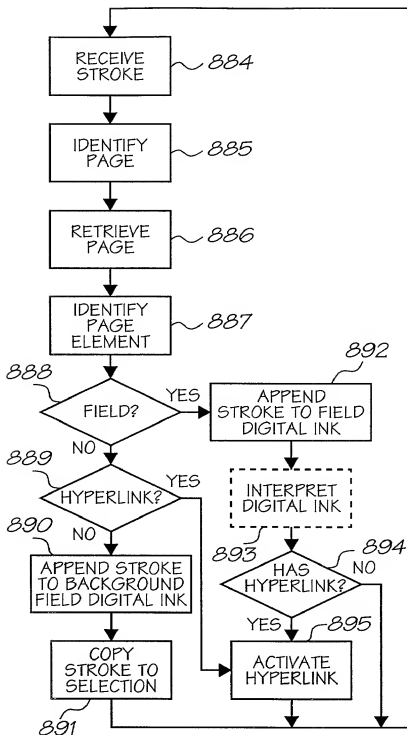 RECEIVE
STROKE
884
IDENTIFY
PAGE
885
RETRIEVE
PAGE
886
IDENTIFY
PAGE
ELEMENT
887
888
FIELD?
YES
NO
892
APPEND
STROKE TO FIELD
DIGITAL INK
889
HYPERLINK?
YES
NO
INTERPRET
DIGITAL INK
893
890
APPEND STROKE
TO BACKGROUND
FIELD DIGITAL INK
894
HAS
HYPERLINK?
NO
YES
895
COPY
STROKE TO
SELECTION
891
ACTIVATE
HYPERLINK